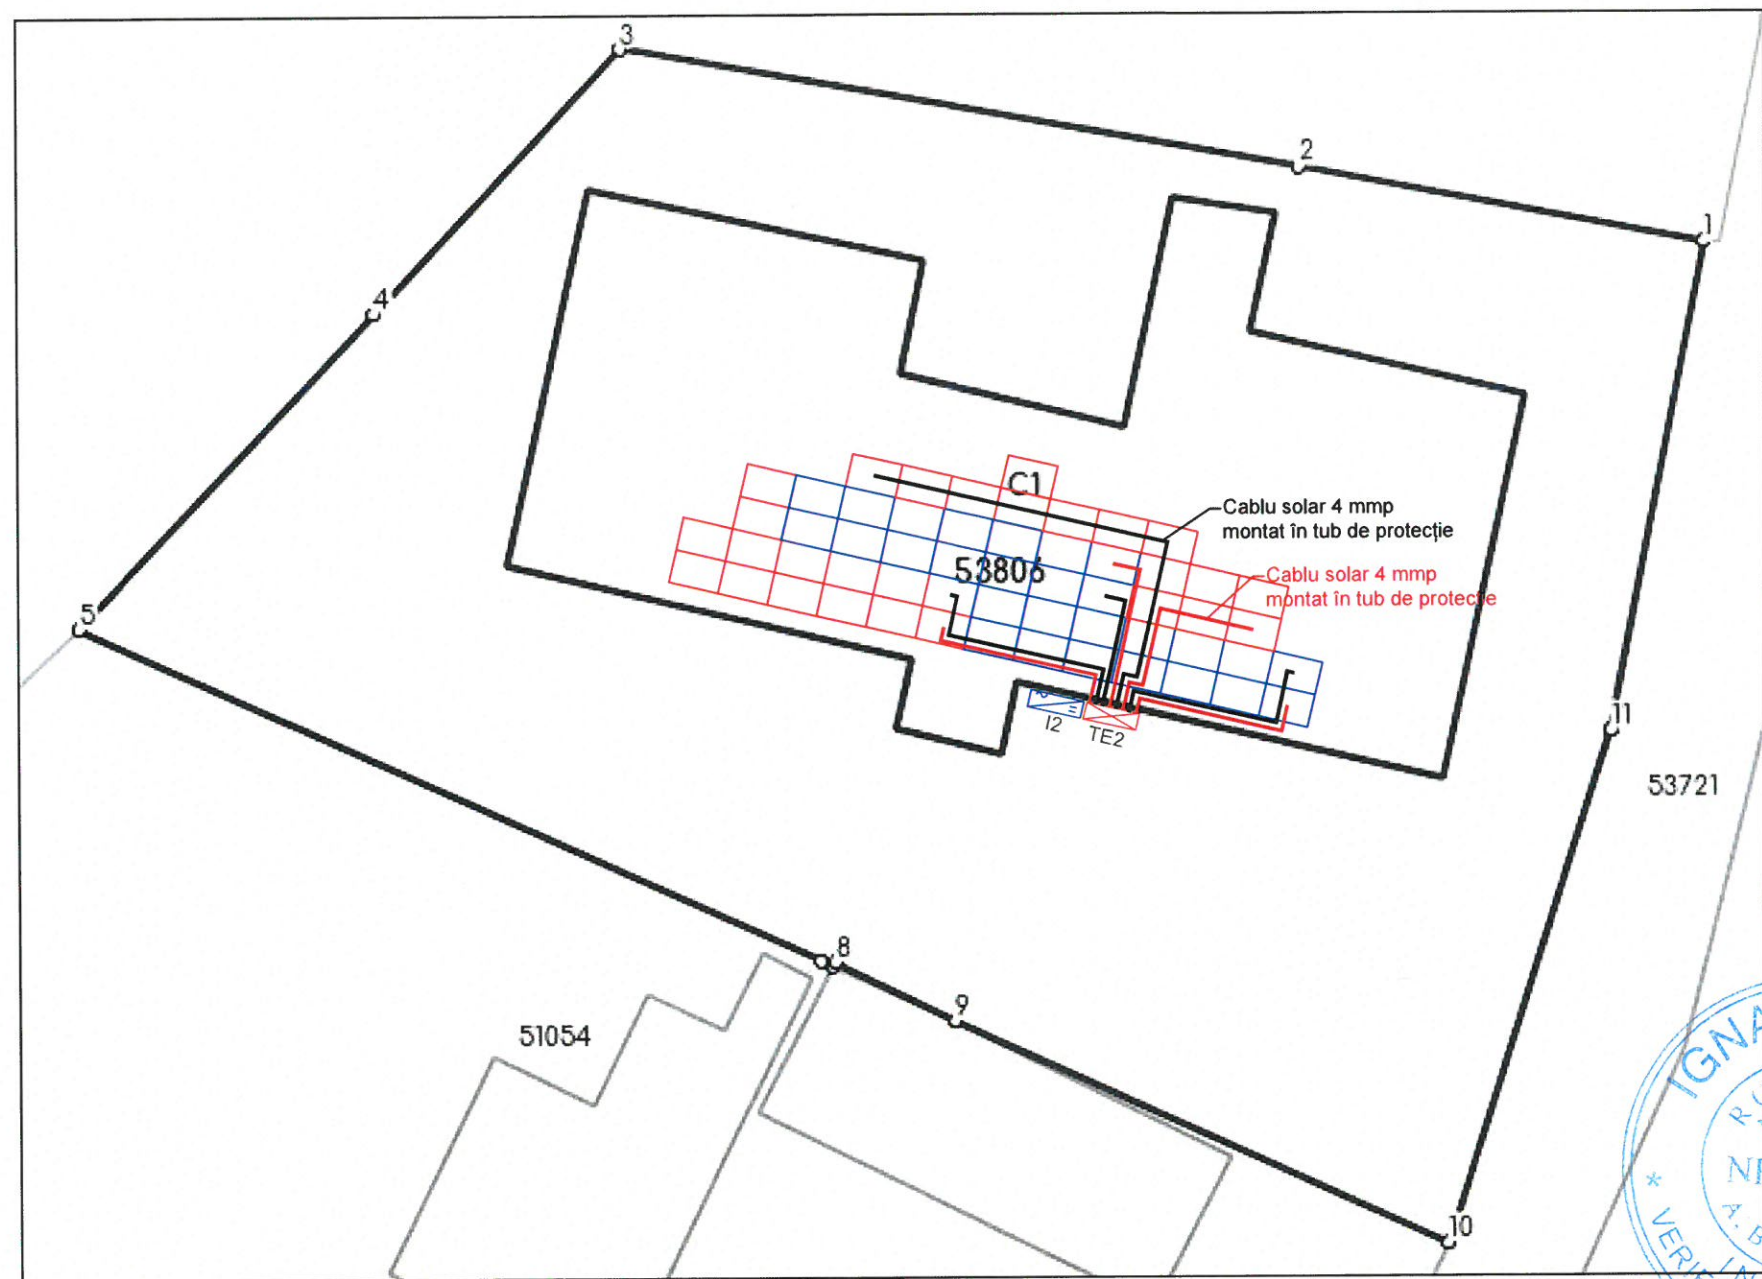 3
2
1
4
C1
Cablu solar 4 mmp
montat în tub de protecție
53806
Cablu solar 4 mmp
montat în tub de protecție
5
I2
TE2
11
53721
8
9
51054
10
* VERIF